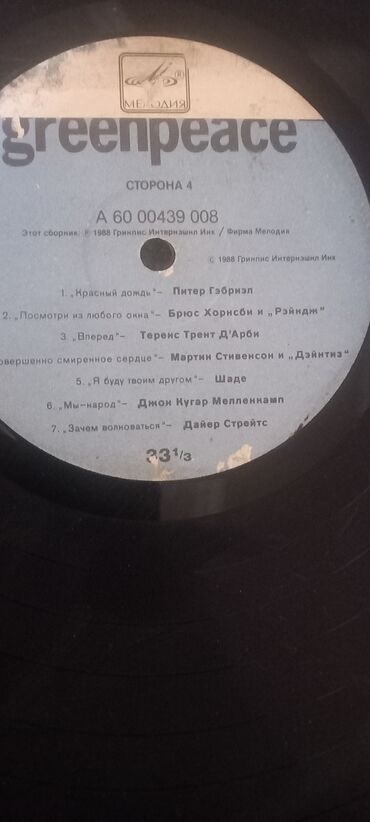 МЕЛОДИЯ
greenpeace
СТОРОНА 4
А 60 00439 008
Этот сборник ℗ 1988 Гринпис Интернэшнл Инк / Фирма Мелодия
© 1988 Гринпис Интернэшнл Инк
1. „Красный дождь"– Питер Гэбриэл
2. „Посмотри из любого окна"– Брюс Хорнсби и „Рэйндж"
3. „Вперед"– Теренс Трент Д'Арби
смиренное сердце"– Мартин Стивенсон и „Дэйнтиз"
5. „Я буду твоим другом"– Шаде
6. „Мы-народ"– Джон Кугар Мелленкамп
7. „Зачем волноваться"– Дайер Стрейтс
33 1/3